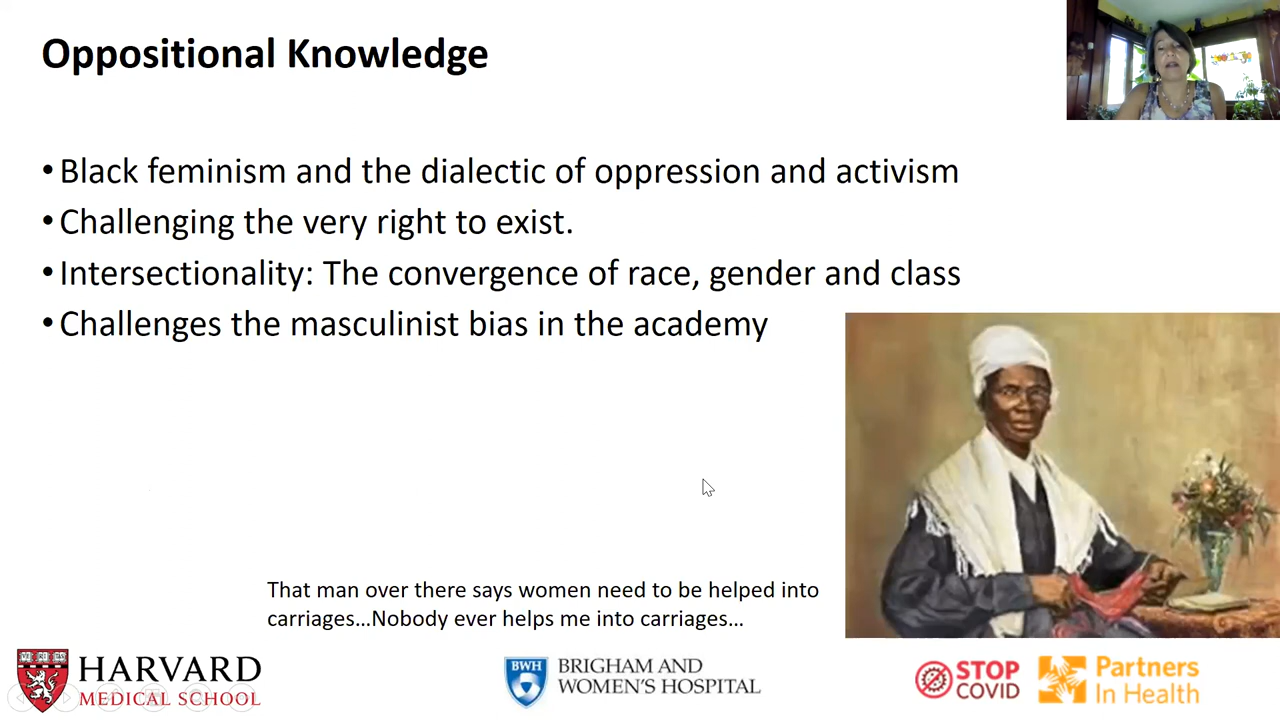 Oppositional Knowledge
• Black feminism and the dialectic of oppression and activism
• Challenging the very right to exist.
• Intersectionality: The convergence of race, gender and class
• Challenges the masculinist bias in the academy
That man over there says women need to be helped into
carriages…Nobody ever helps me into carriages…
HARVARD
MEDICAL SCHOOL
BWH
BRIGHAM AND
WOMEN'S HOSPITAL
STOP
COVID
Partners
In Health